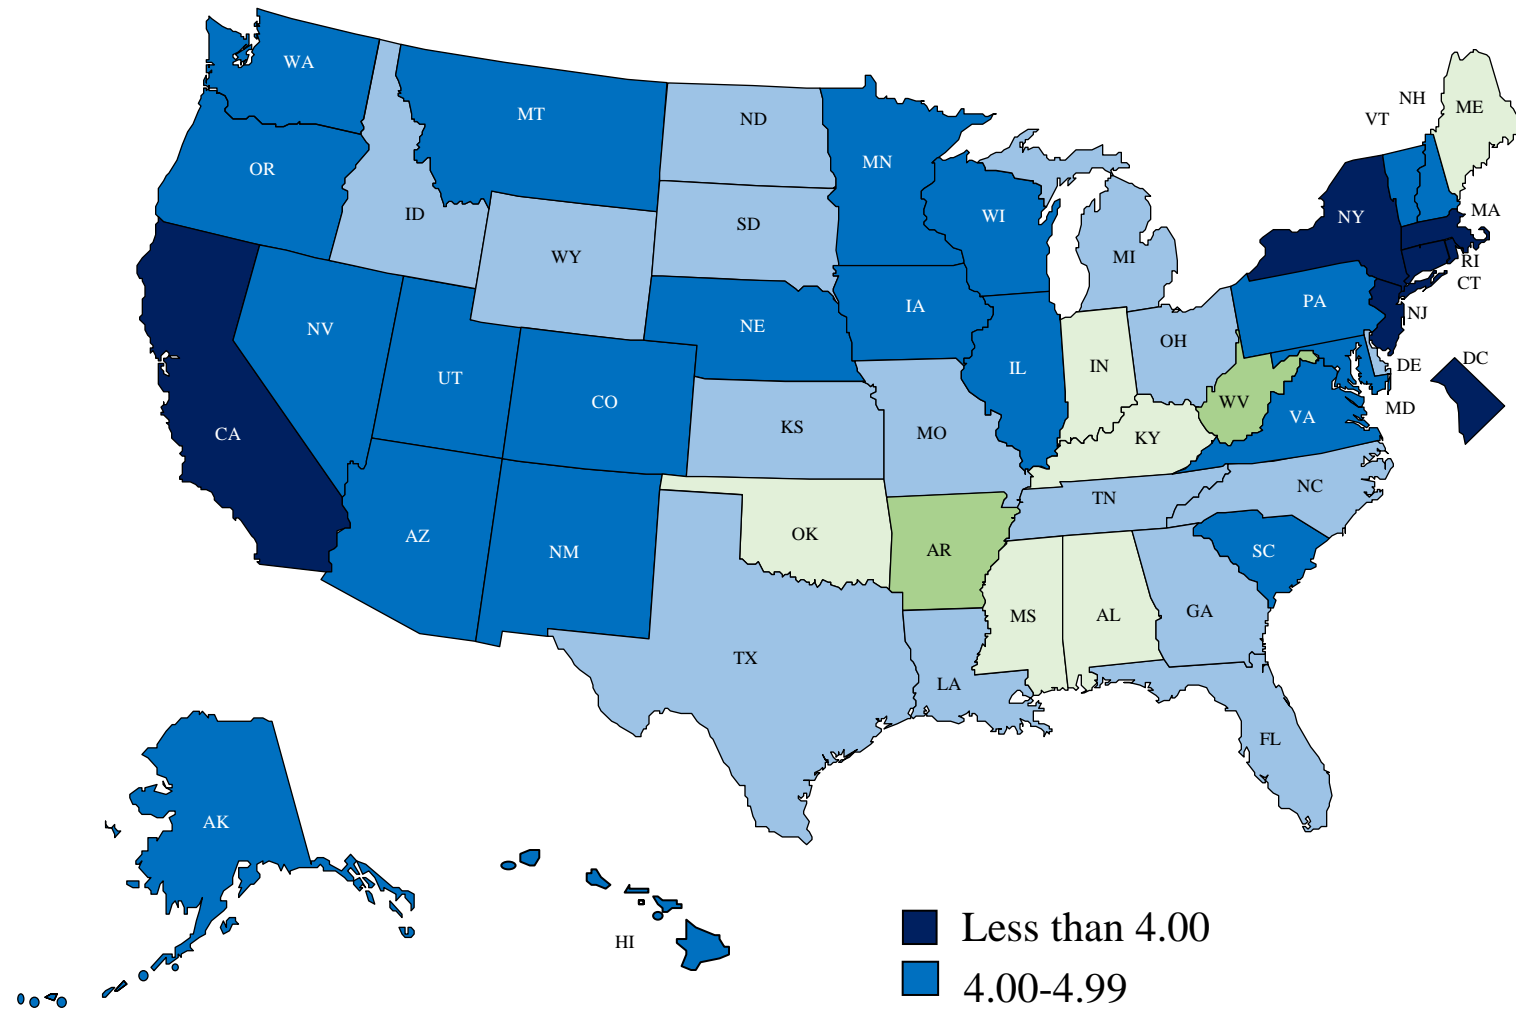 WA
MT
ND
MN
OR
ID
SD
WI
WY
MI
NH
ME
VT
NY
MA
RI
CT
NV
NE
IA
PA
NJ
UT
CO
IL
IN
OH
DE
DC
MD
CA
KS
MO
WV
VA
KY
AZ
NM
OK
AR
TN
NC
SC
TX
LA
MS
AL
GA
FL
AK
HI
Less than 4.00
4.00-4.99